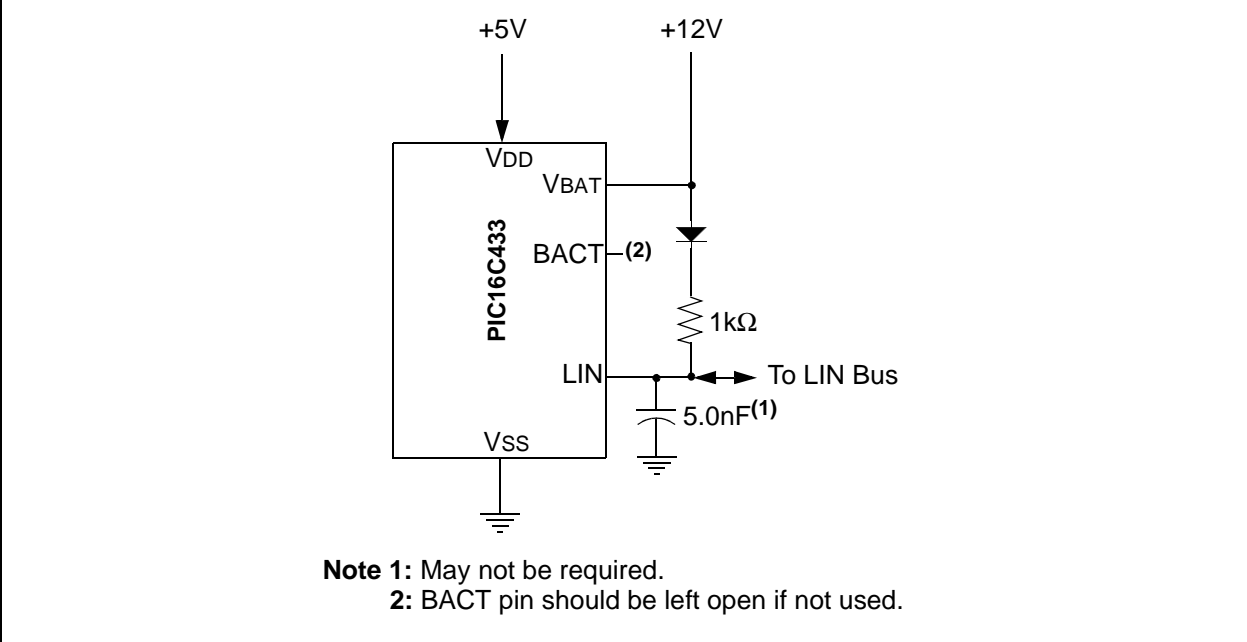 +5V
+12V
VDD
VBAT
BACT
(2)
PIC16C433
1kΩ
LIN
To LIN Bus
5.0nF(1)
VSS
Note 1: May not be required.
2: BACT pin should be left open if not used.